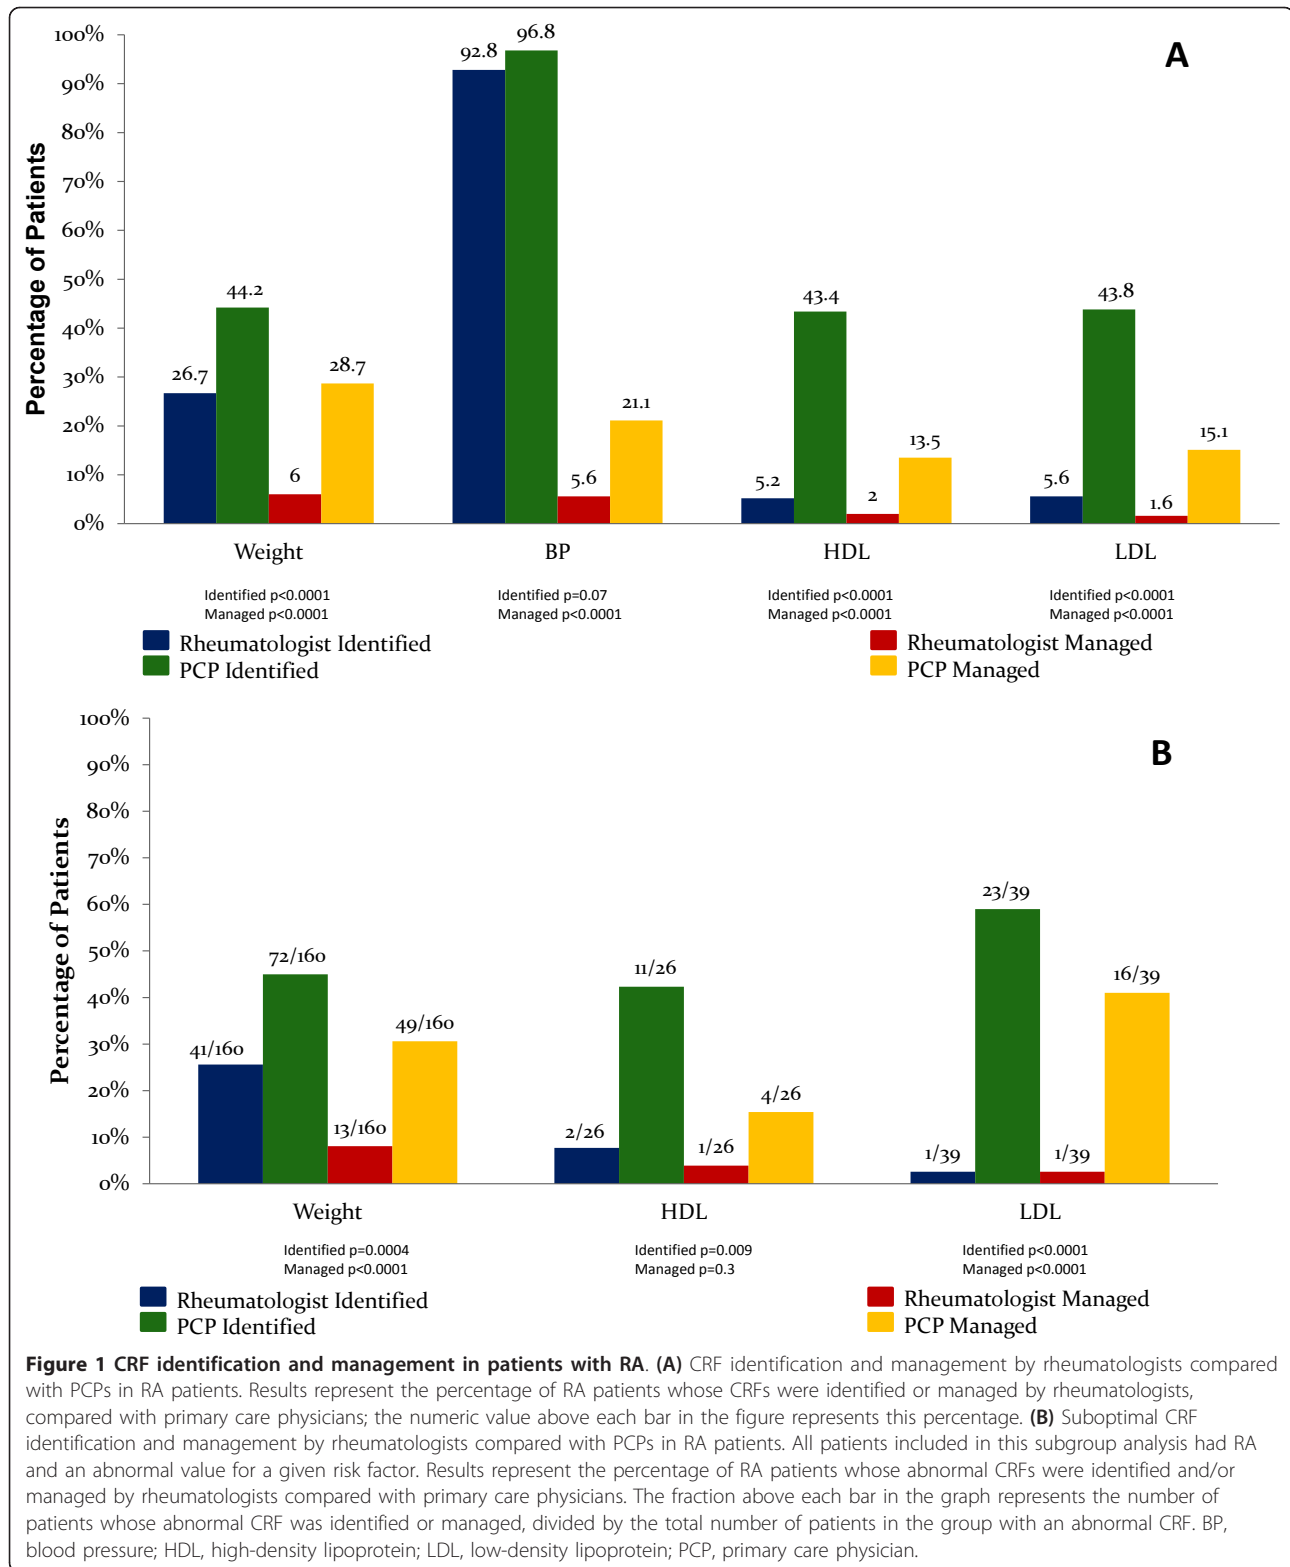 A
100%
90%
80%
70%
60%
50%
40%
30%
20%
10%
0%
Percentage of Patients
26.7
44.2
6
28.7
92.8
96.8
5.6
21.1
5.2
43.4
2
13.5
5.6
43.8
1.6
15.1
Weight
BP
HDL
LDL
Identified p<0.0001
Managed p<0.0001
Identified p=0.07
Managed p<0.0001
Identified p<0.0001
Managed p<0.0001
Identified p<0.0001
Managed p<0.0001
Rheumatologist Identified
PCP Identified
Rheumatologist Managed
PCP Managed
B
100%
90%
80%
70%
60%
50%
40%
30%
20%
10%
0%
Percentage of Patients
41/160
72/160
13/160
49/160
2/26
11/26
1/26
4/26
1/39
23/39
1/39
16/39
Weight
HDL
LDL
Identified p=0.0004
Managed p<0.0001
Identified p=0.009
Managed p=0.3
Identified p<0.0001
Managed p<0.0001
Rheumatologist Identified
PCP Identified
Rheumatologist Managed
PCP Managed
Figure 1 CRF identification and management in patients with RA. (A) CRF identification and management by rheumatologists compared
with PCPs in RA patients. Results represent the percentage of RA patients whose CRFs were identified or managed by rheumatologists,
compared with primary care physicians; the numeric value above each bar in the figure represents this percentage. (B) Suboptimal CRF
identification and management by rheumatologists compared with PCPs in RA patients. All patients included in this subgroup analysis had RA
and an abnormal value for a given risk factor. Results represent the percentage of RA patients whose abnormal CRFs were identified and/or
managed by rheumatologists compared with primary care physicians. The fraction above each bar in the graph represents the number of
patients whose abnormal CRF was identified or managed, divided by the total number of patients in the group with an abnormal CRF. BP,
blood pressure; HDL, high-density lipoprotein; LDL, low-density lipoprotein; PCP, primary care physician.